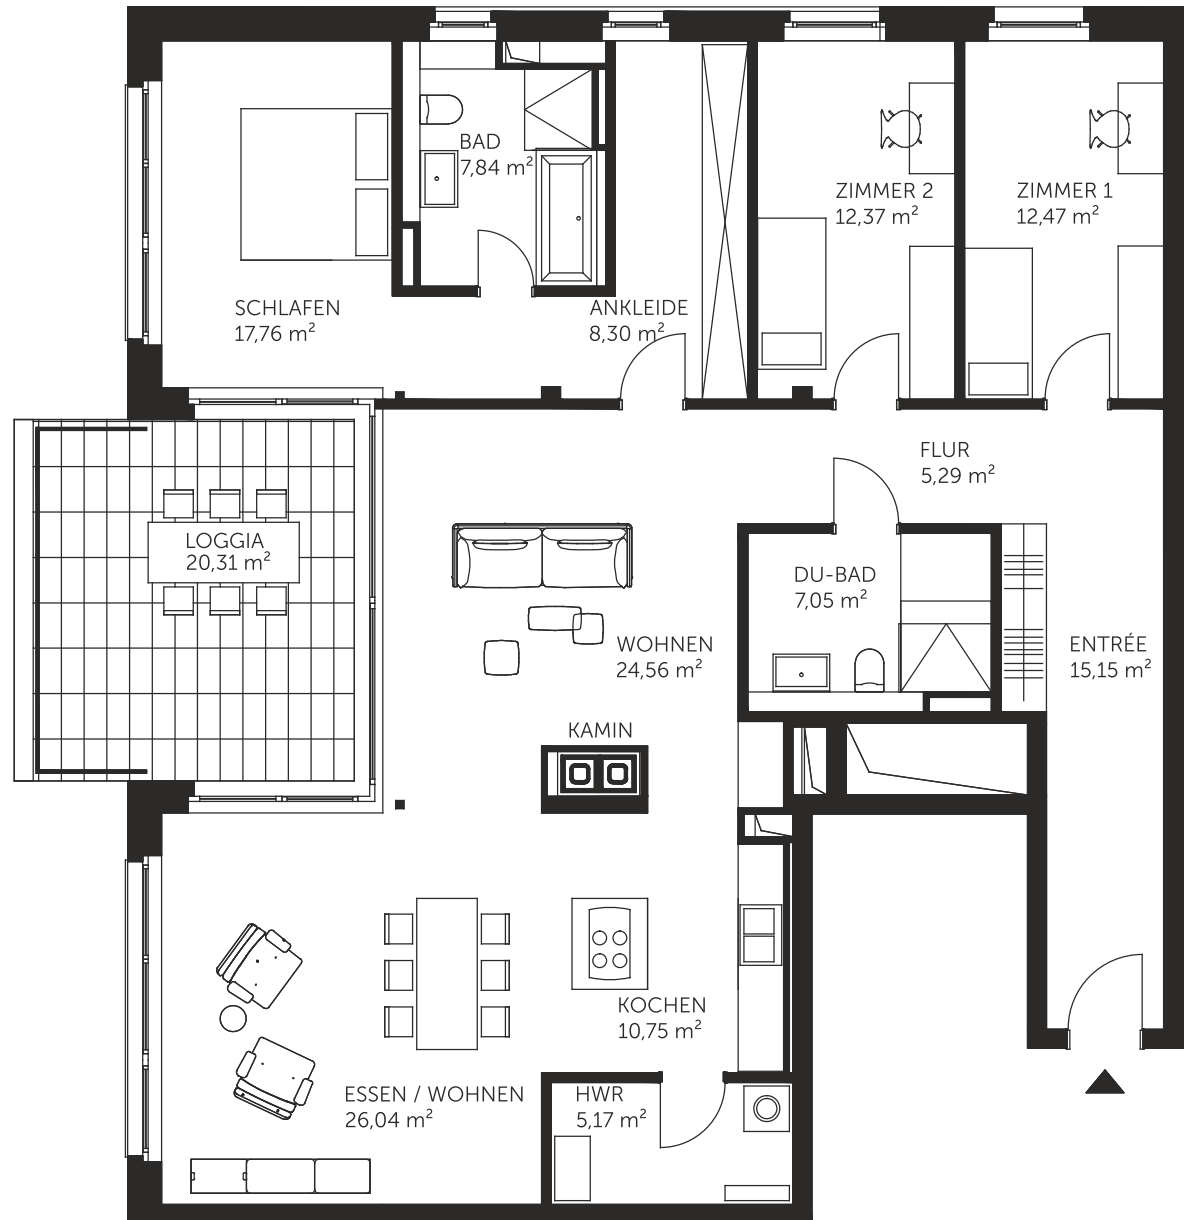 BAD
7,84 m²
ZIMMER 2
12,37 m²
ZIMMER 1
12,47 m²
SCHLAFEN
17,76 m²
ANKLEIDE
8,30 m²
FLUR
5,29 m²
LOGGIA
20,31 m²
DU-BAD
7,05 m²
WOHNEN
24,56 m²
ENTRÉE
15,15 m²
KAMIN
KOCHEN
10,75 m²
ESSEN / WOHNEN
26,04 m²
HWR
5,17 m²